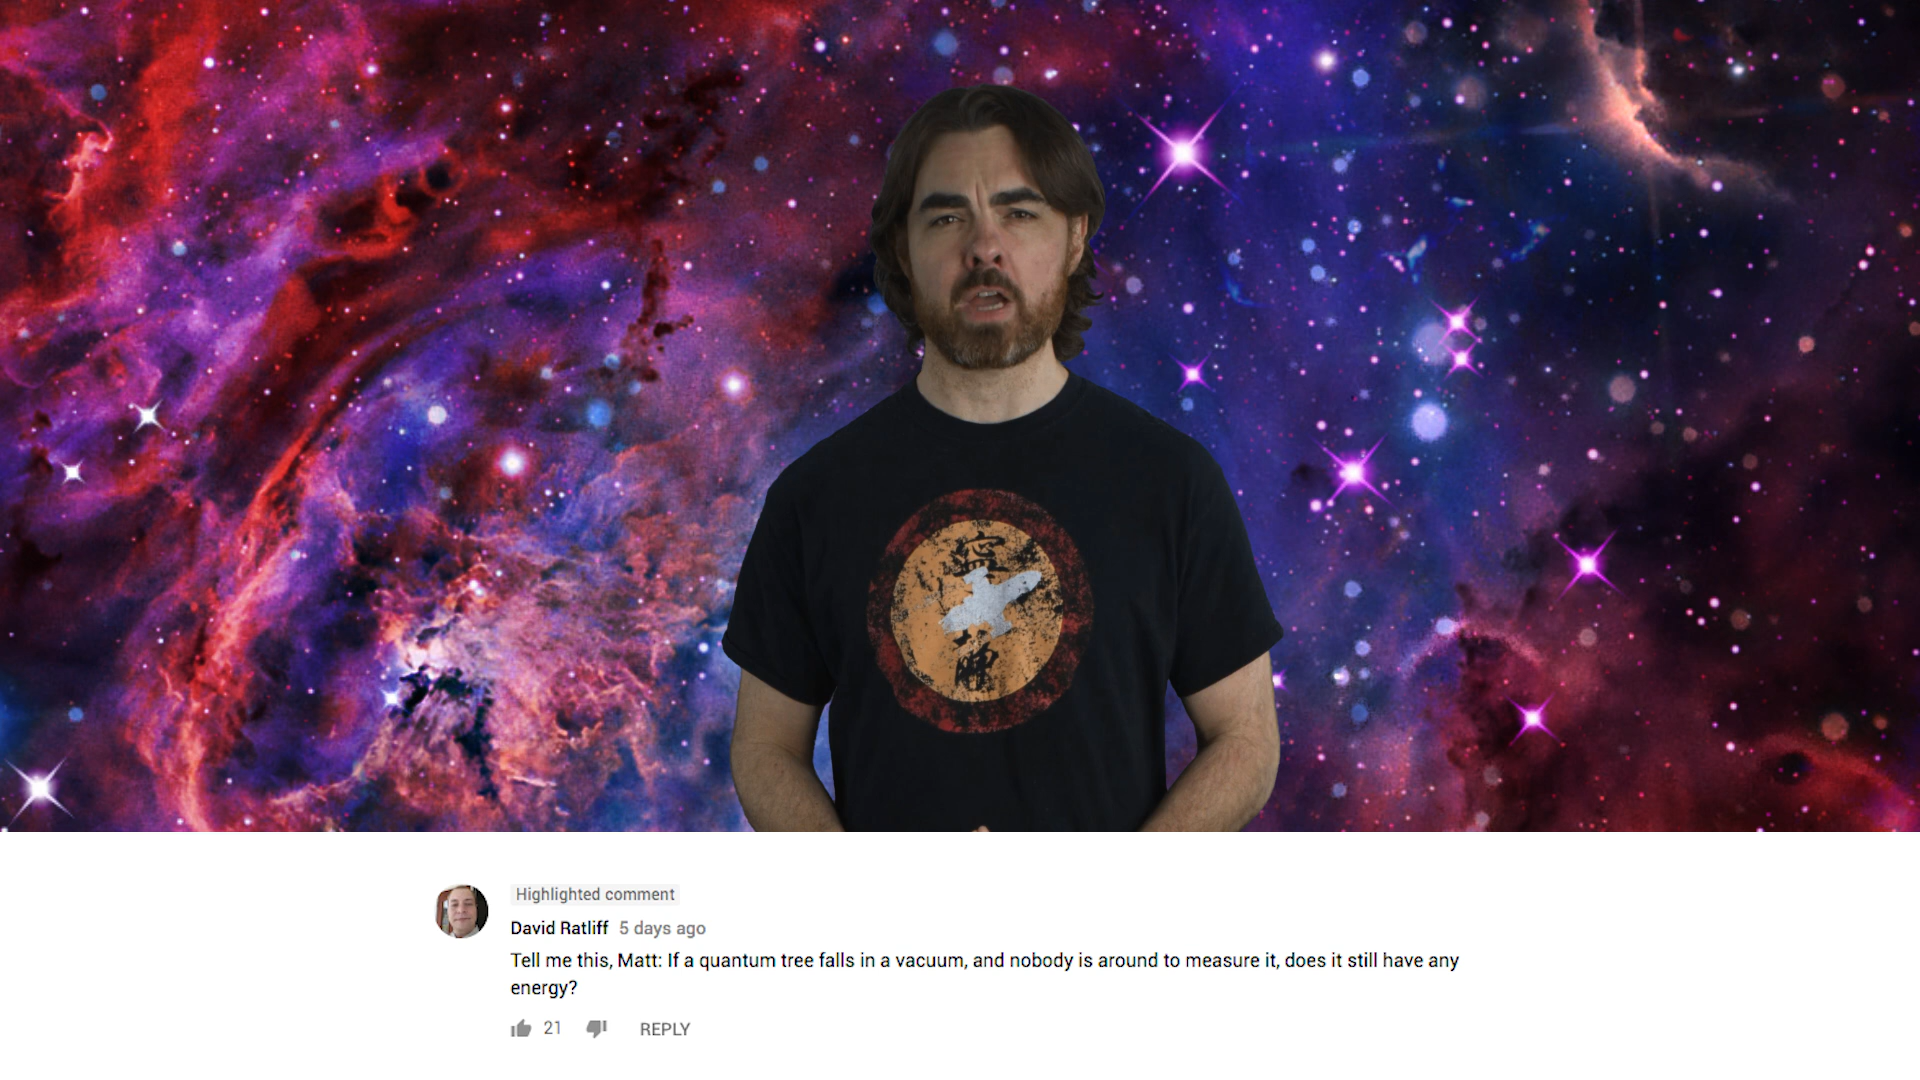 Highlighted comment
David Ratliff 5 days ago
Tell me this, Matt: If a quantum tree falls in a vacuum, and nobody is around to measure it, does it still have any
energy?
21 REPLY